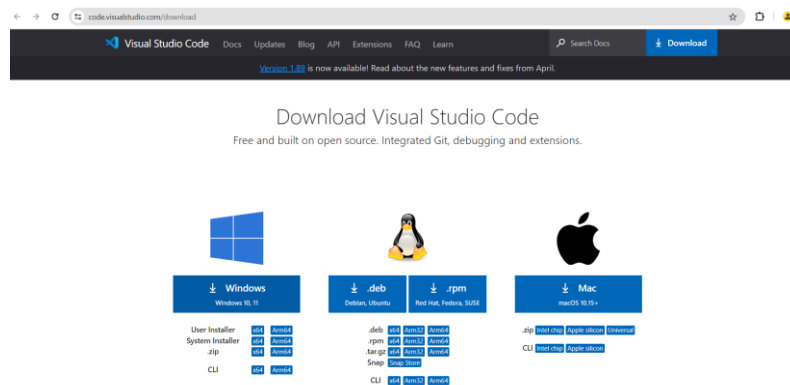 code.visualstudio.com/download
Visual Studio Code Docs Updates Blog API Extensions FAQ Learn Search Docs Download
Version 1.89 is now available! Read about the new features and fixes from April.
Download Visual Studio Code
Free and built on open source. Integrated Git, debugging and extensions.
Windows
Windows 10, 11
User Installer x64 Arm64
System Installer x64 Arm64
.zip x64 Arm64
CLI x64 Arm64
.deb
Debian, Ubuntu
.rpm
Red Hat, Fedora, SUSE
.deb x64 Arm32 Arm64
.rpm x64 Arm32 Arm64
.tar.gz x64 Arm32 Arm64
Snap Snap Store
CLI x64 Arm32 Arm64
Mac
macOS 10.15+
.zip Intel chip Apple silicon Universal
CLI Intel chip Apple silicon